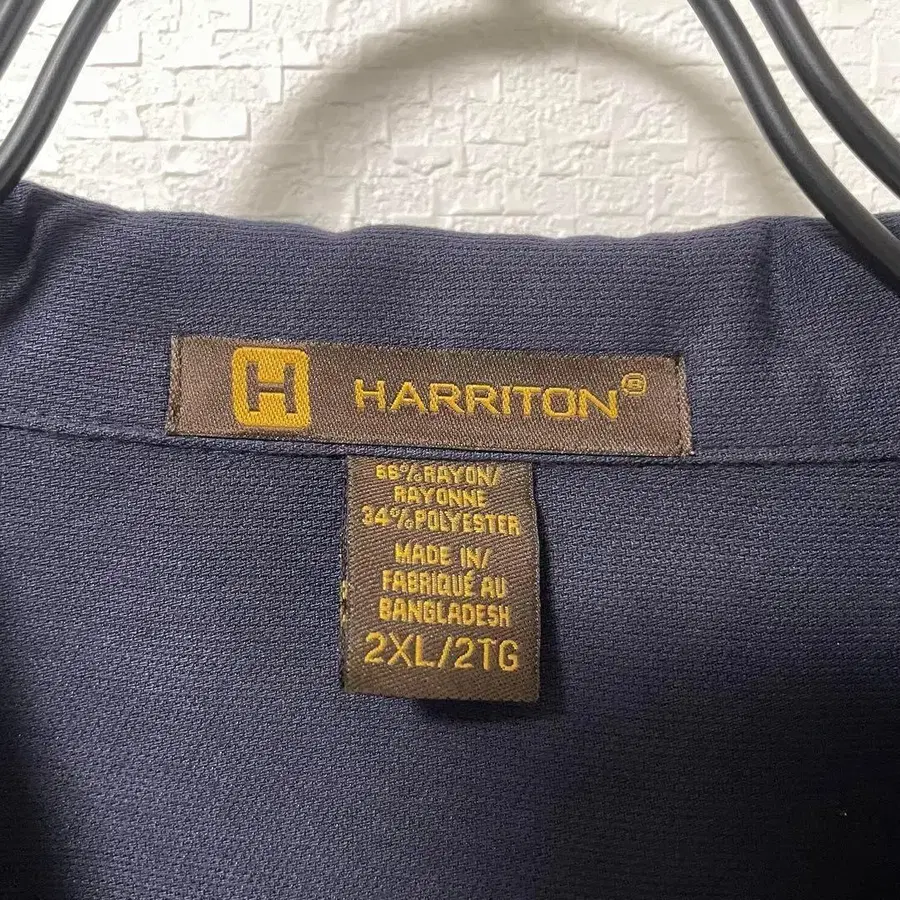 H HARRITON®
66% RAYON/
RAYONNE
34% POLYESTER
MADE IN/
FABRIQUÉ AU
BANGLADESH
2XL/2TG